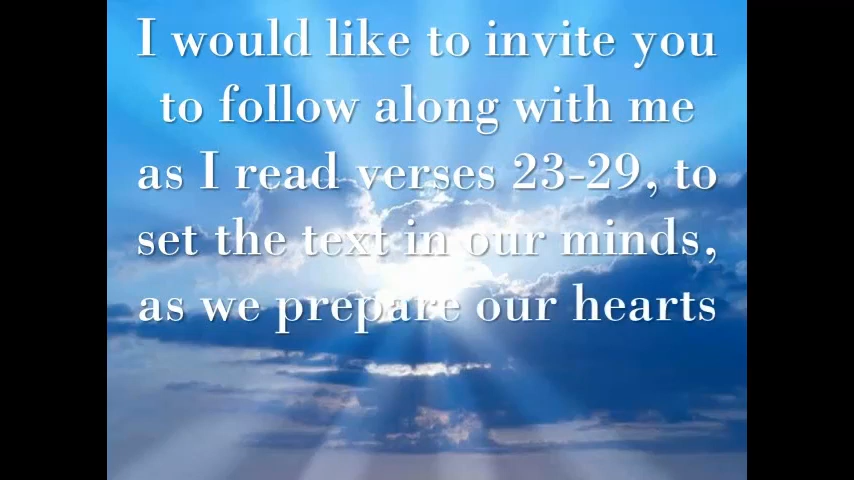 I would like to invite you
to follow along with me
as I read verses 23-29, to
set the text in our minds,
as we prepare our hearts